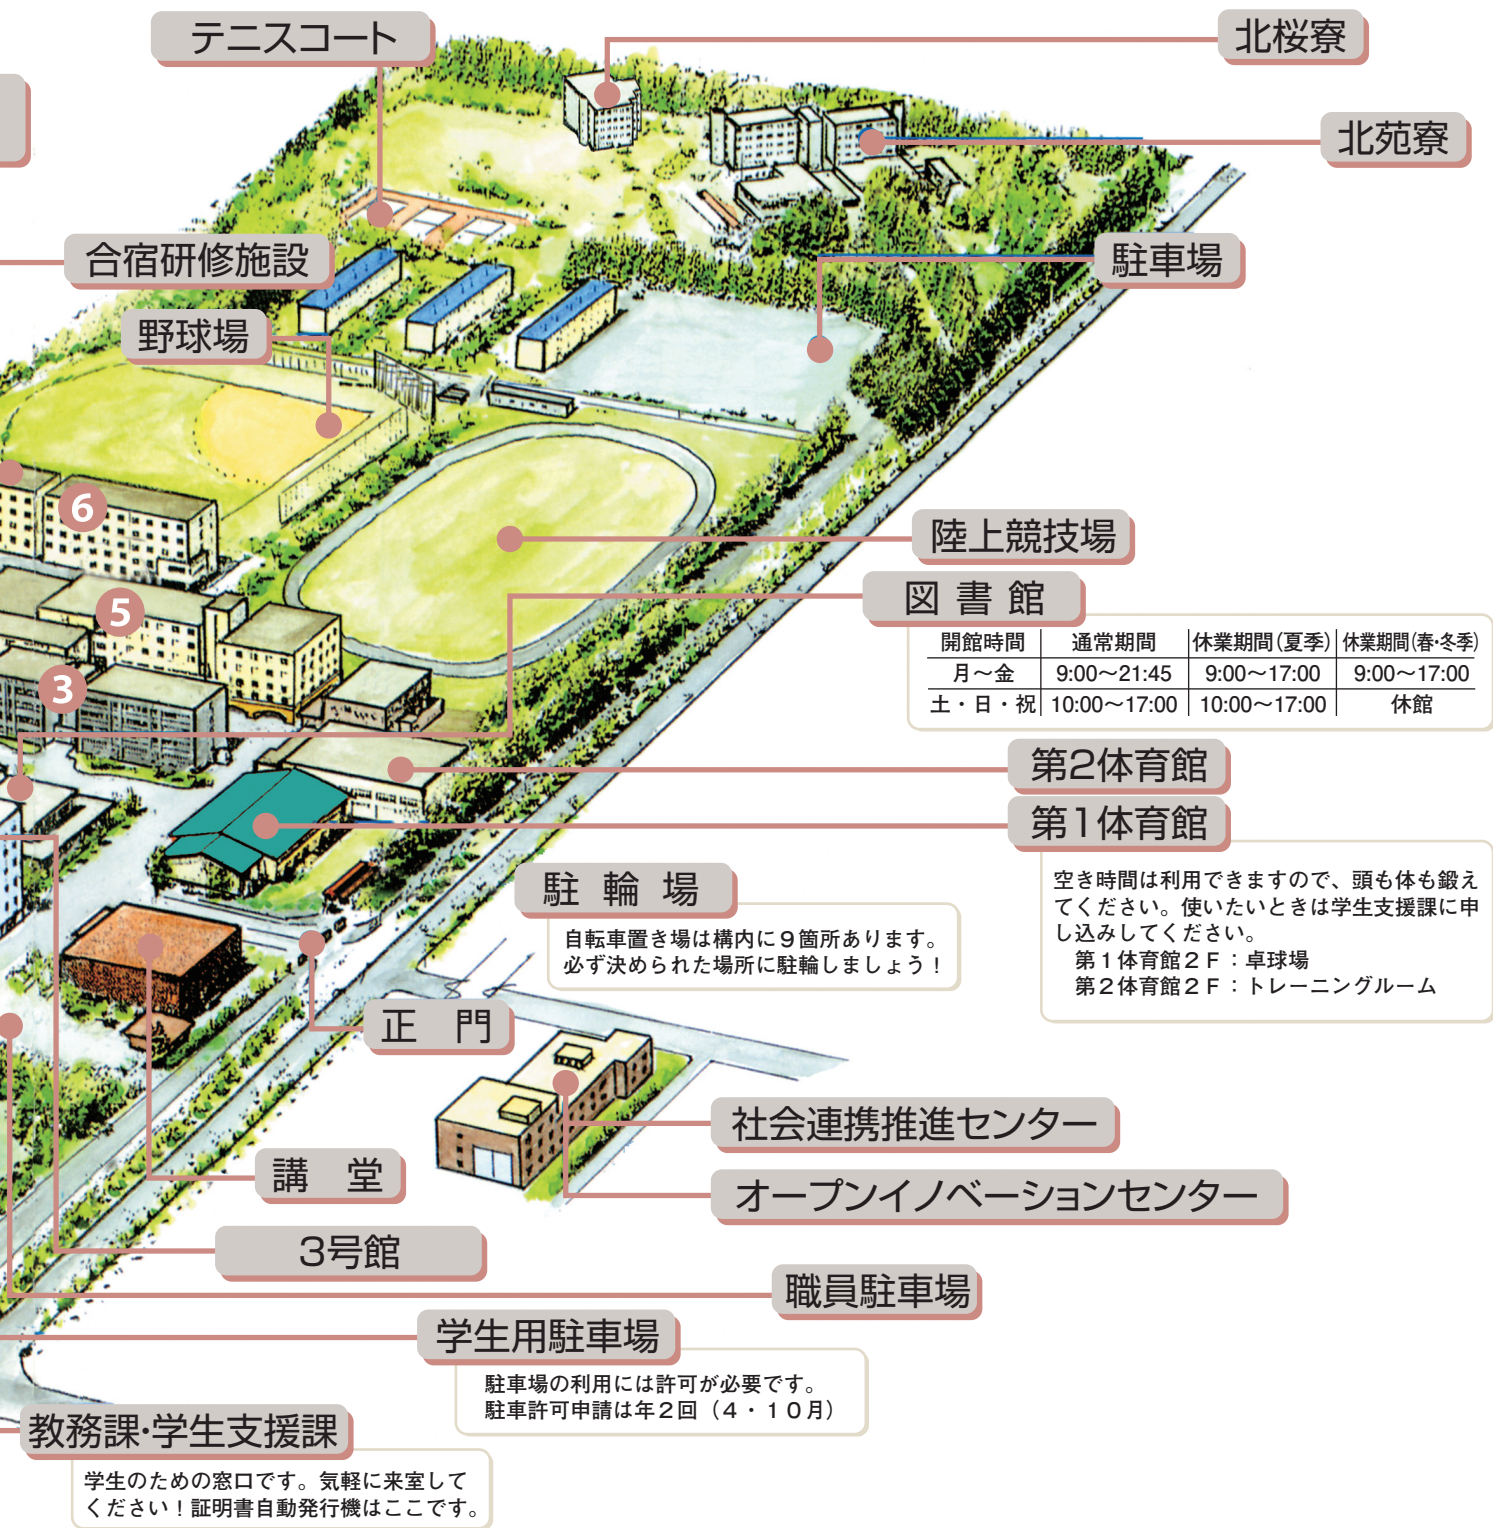 テニスコート
北桜寮
北苑寮
合宿研修施設
駐車場
野球場
6
陸上競技場
図書館
5
開館時間 通常期間 休業期間(夏季) 休業期間(春・冬季)
月～金 9:00～21:45 9:00～17:00 9:00～17:00
土・日・祝 10:00～17:00 10:00～17:00 休館
3
第2体育館
第1体育館
空き時間は利用できますので、頭も体も鍛え
てください。使いたいときは学生支援課に申
し込みしてください。
第1体育館2F：卓球場
第2体育館2F：トレーニングルーム
駐輪場
自転車置き場は構内に9箇所あります。
必ず決められた場所に駐輪しましょう！
正門
社会連携推進センター
講堂
オープンイノベーションセンター
3号館
職員駐車場
学生用駐車場
駐車場の利用には許可が必要です。
駐車許可申請は年2回（4・10月）
教務課・学生支援課
学生のための窓口です。気軽に来室して
ください！証明書自動発行機はここです。